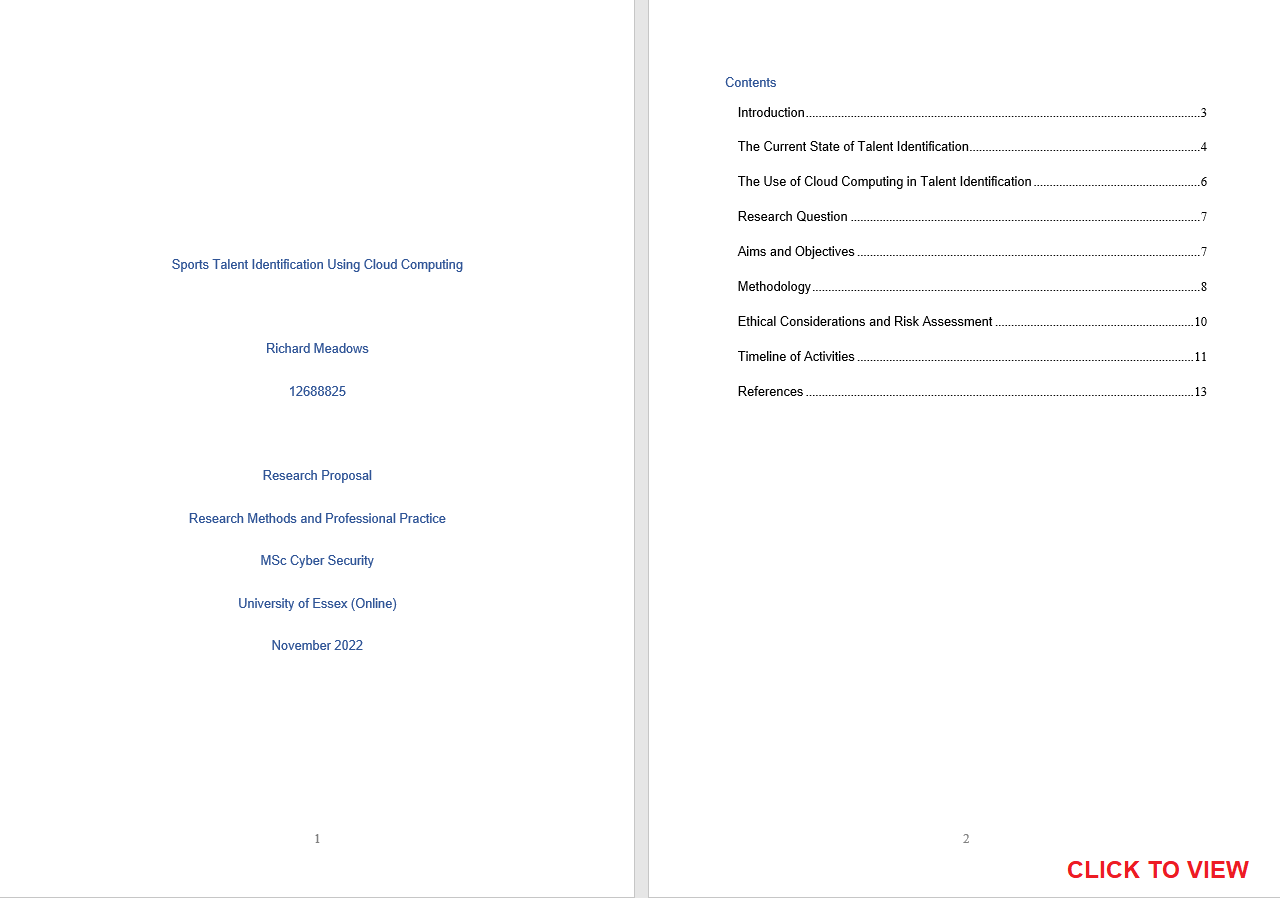 Sports Talent Identification Using Cloud Computing
Richard Meadows
12688825
Research Proposal
Research Methods and Professional Practice
MSc Cyber Security
University of Essex (Online)
November 2022
1
Contents
Introduction....................................................................................................................3
The Current State of Talent Identification....................................................................4
The Use of Cloud Computing in Talent Identification..................................................6
Research Question........................................................................................................7
Aims and Objectives......................................................................................................7
Methodology..................................................................................................................8
Ethical Considerations and Risk Assessment............................................................10
Timeline of Activities....................................................................................................11
References..................................................................................................................13
2
CLICK TO VIEW